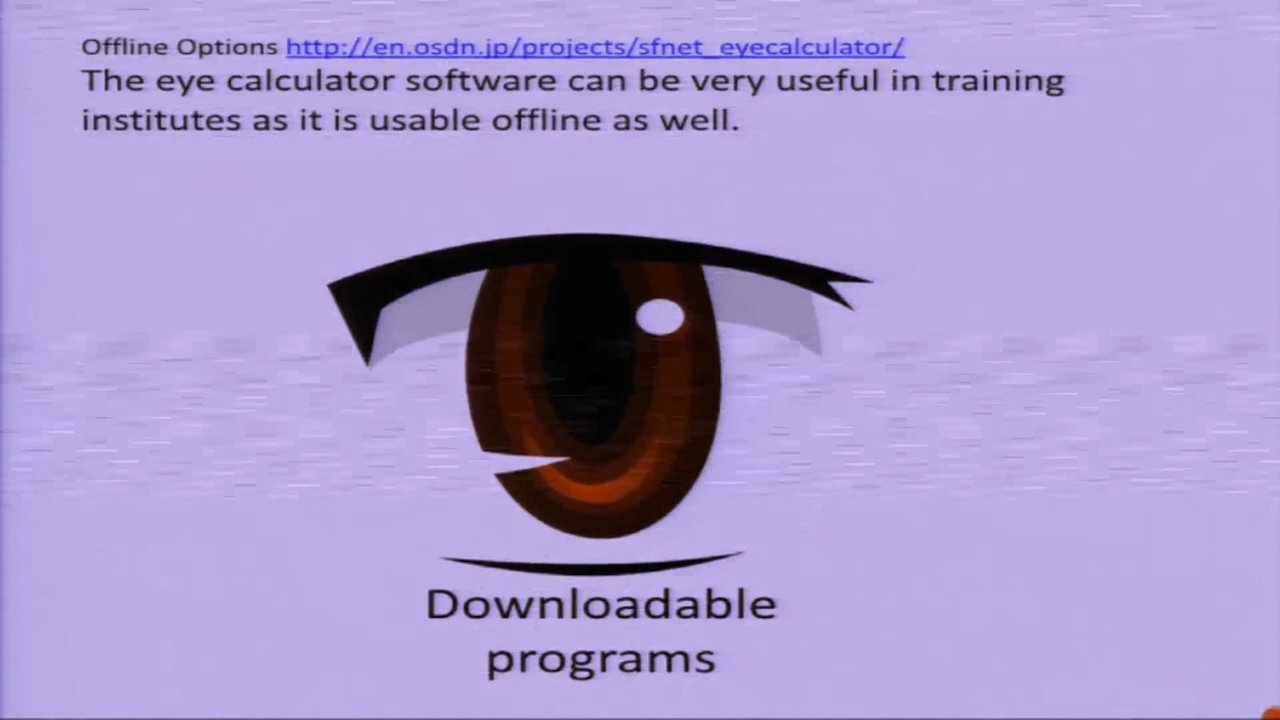 Offline Options http://en.osdn.jp/projects/sfnet_eyecalculator/
The eye calculator software can be very useful in training
institutes as it is usable offline as well.
Downloadable
programs